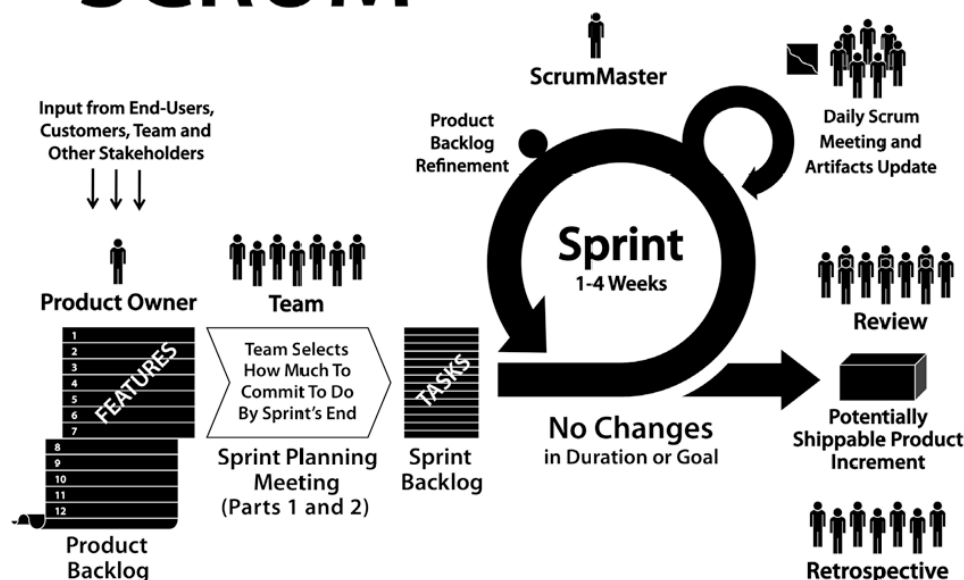 SCRUM
ScrumMaster
Input from End-Users,
Customers, Team and
Other Stakeholders
Product
Backlog
Refinement
Daily Scrum
Meeting and
Artifacts Update
Product Owner
Team
Sprint
1-4 Weeks
Review
1
2
3
4
5
6
7
8
9
10
11
12
FEATURES
Team Selects
How Much To
Commit To Do
By Sprint's End
TASKS
Sprint Planning
Meeting
(Parts 1 and 2)
Sprint
Backlog
No Changes
in Duration or Goal
Potentially
Shippable Product
Increment
Product
Backlog
Retrospective